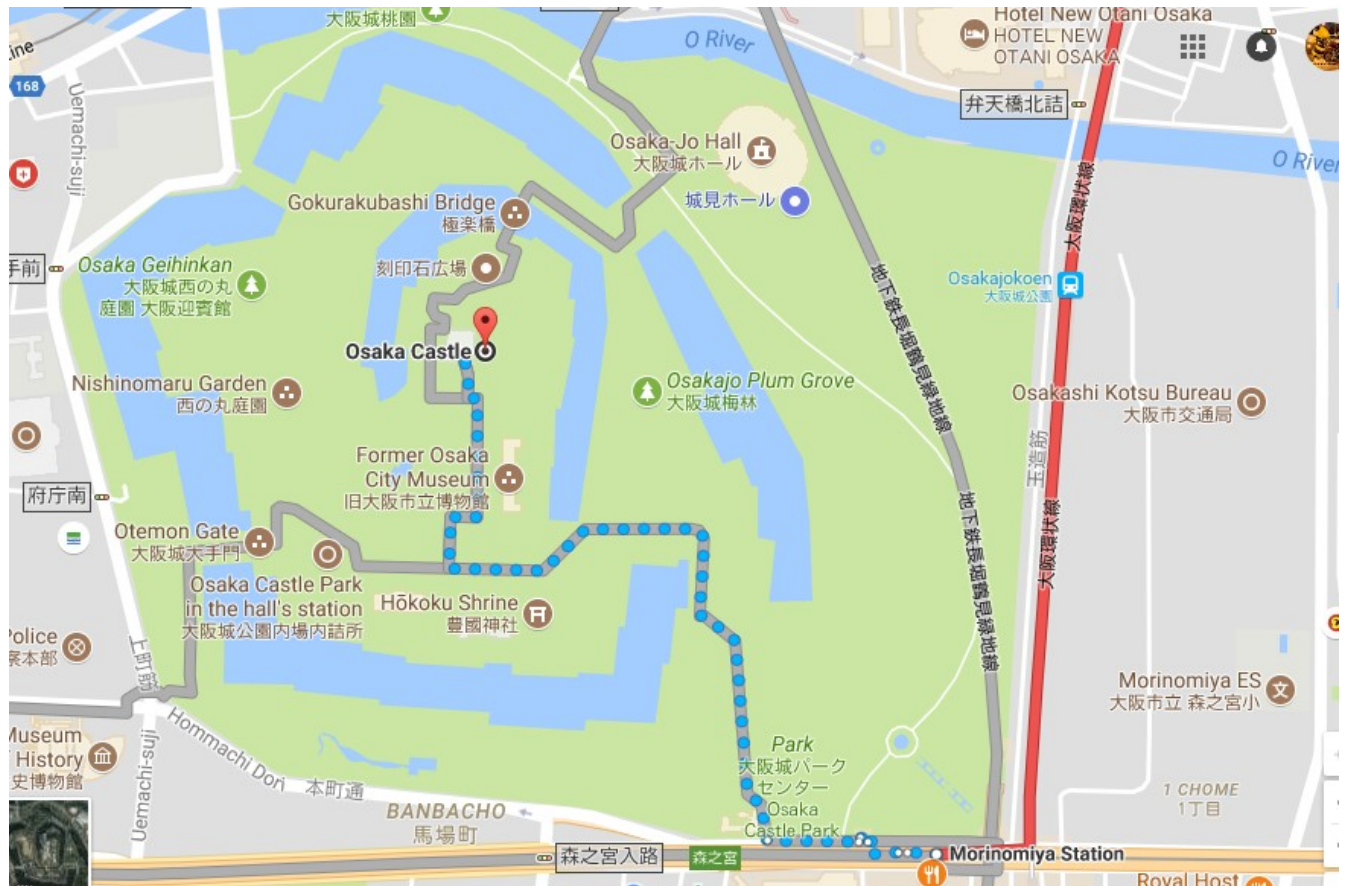 大阪城桃園
Hotel New Otani Osaka
HOTEL NEW
OTANI OSAKA
O River
ine
168
Uemachi-suji
弁天橋北詰
Osaka-Jo Hall
大阪城ホール
O River
大阪環状線
城見ホール
Gokurakubashi Bridge
極楽橋
刻印石広場
手前
Osaka Geihinkan
大阪城西の丸
庭園 大阪迎賓館
Osakajokoen
大阪城公園
地下鉄長堀鶴見緑地線
Osaka Castle
Nishinomaru Garden
西の丸庭園
Osakajo Plum Grove
大阪城梅林
Osakashi Kotsu Bureau
大阪市交通局
玉造筋
Former Osaka
City Museum
旧大阪市立博物館
府庁南
Otemon Gate
大阪城大手門
地下鉄長堀鶴見緑地線
大阪環状線
Osaka Castle Park
in the hall's station
大阪城公園内場内詰所
Hōkoku Shrine
豊國神社
Police
察本部
上町筋
Morinomiya ES
大阪市立 森之宮小
文
Museum
History
史博物館
Hommachi Dori
本町通
Uemachi-suji
Park
大阪城パーク
センター
Osaka
Castle Park
BANBACHO
馬場町
1 CHOME
1丁目
森之宮入路
森之宮
Morinomiya Station
Royal Host